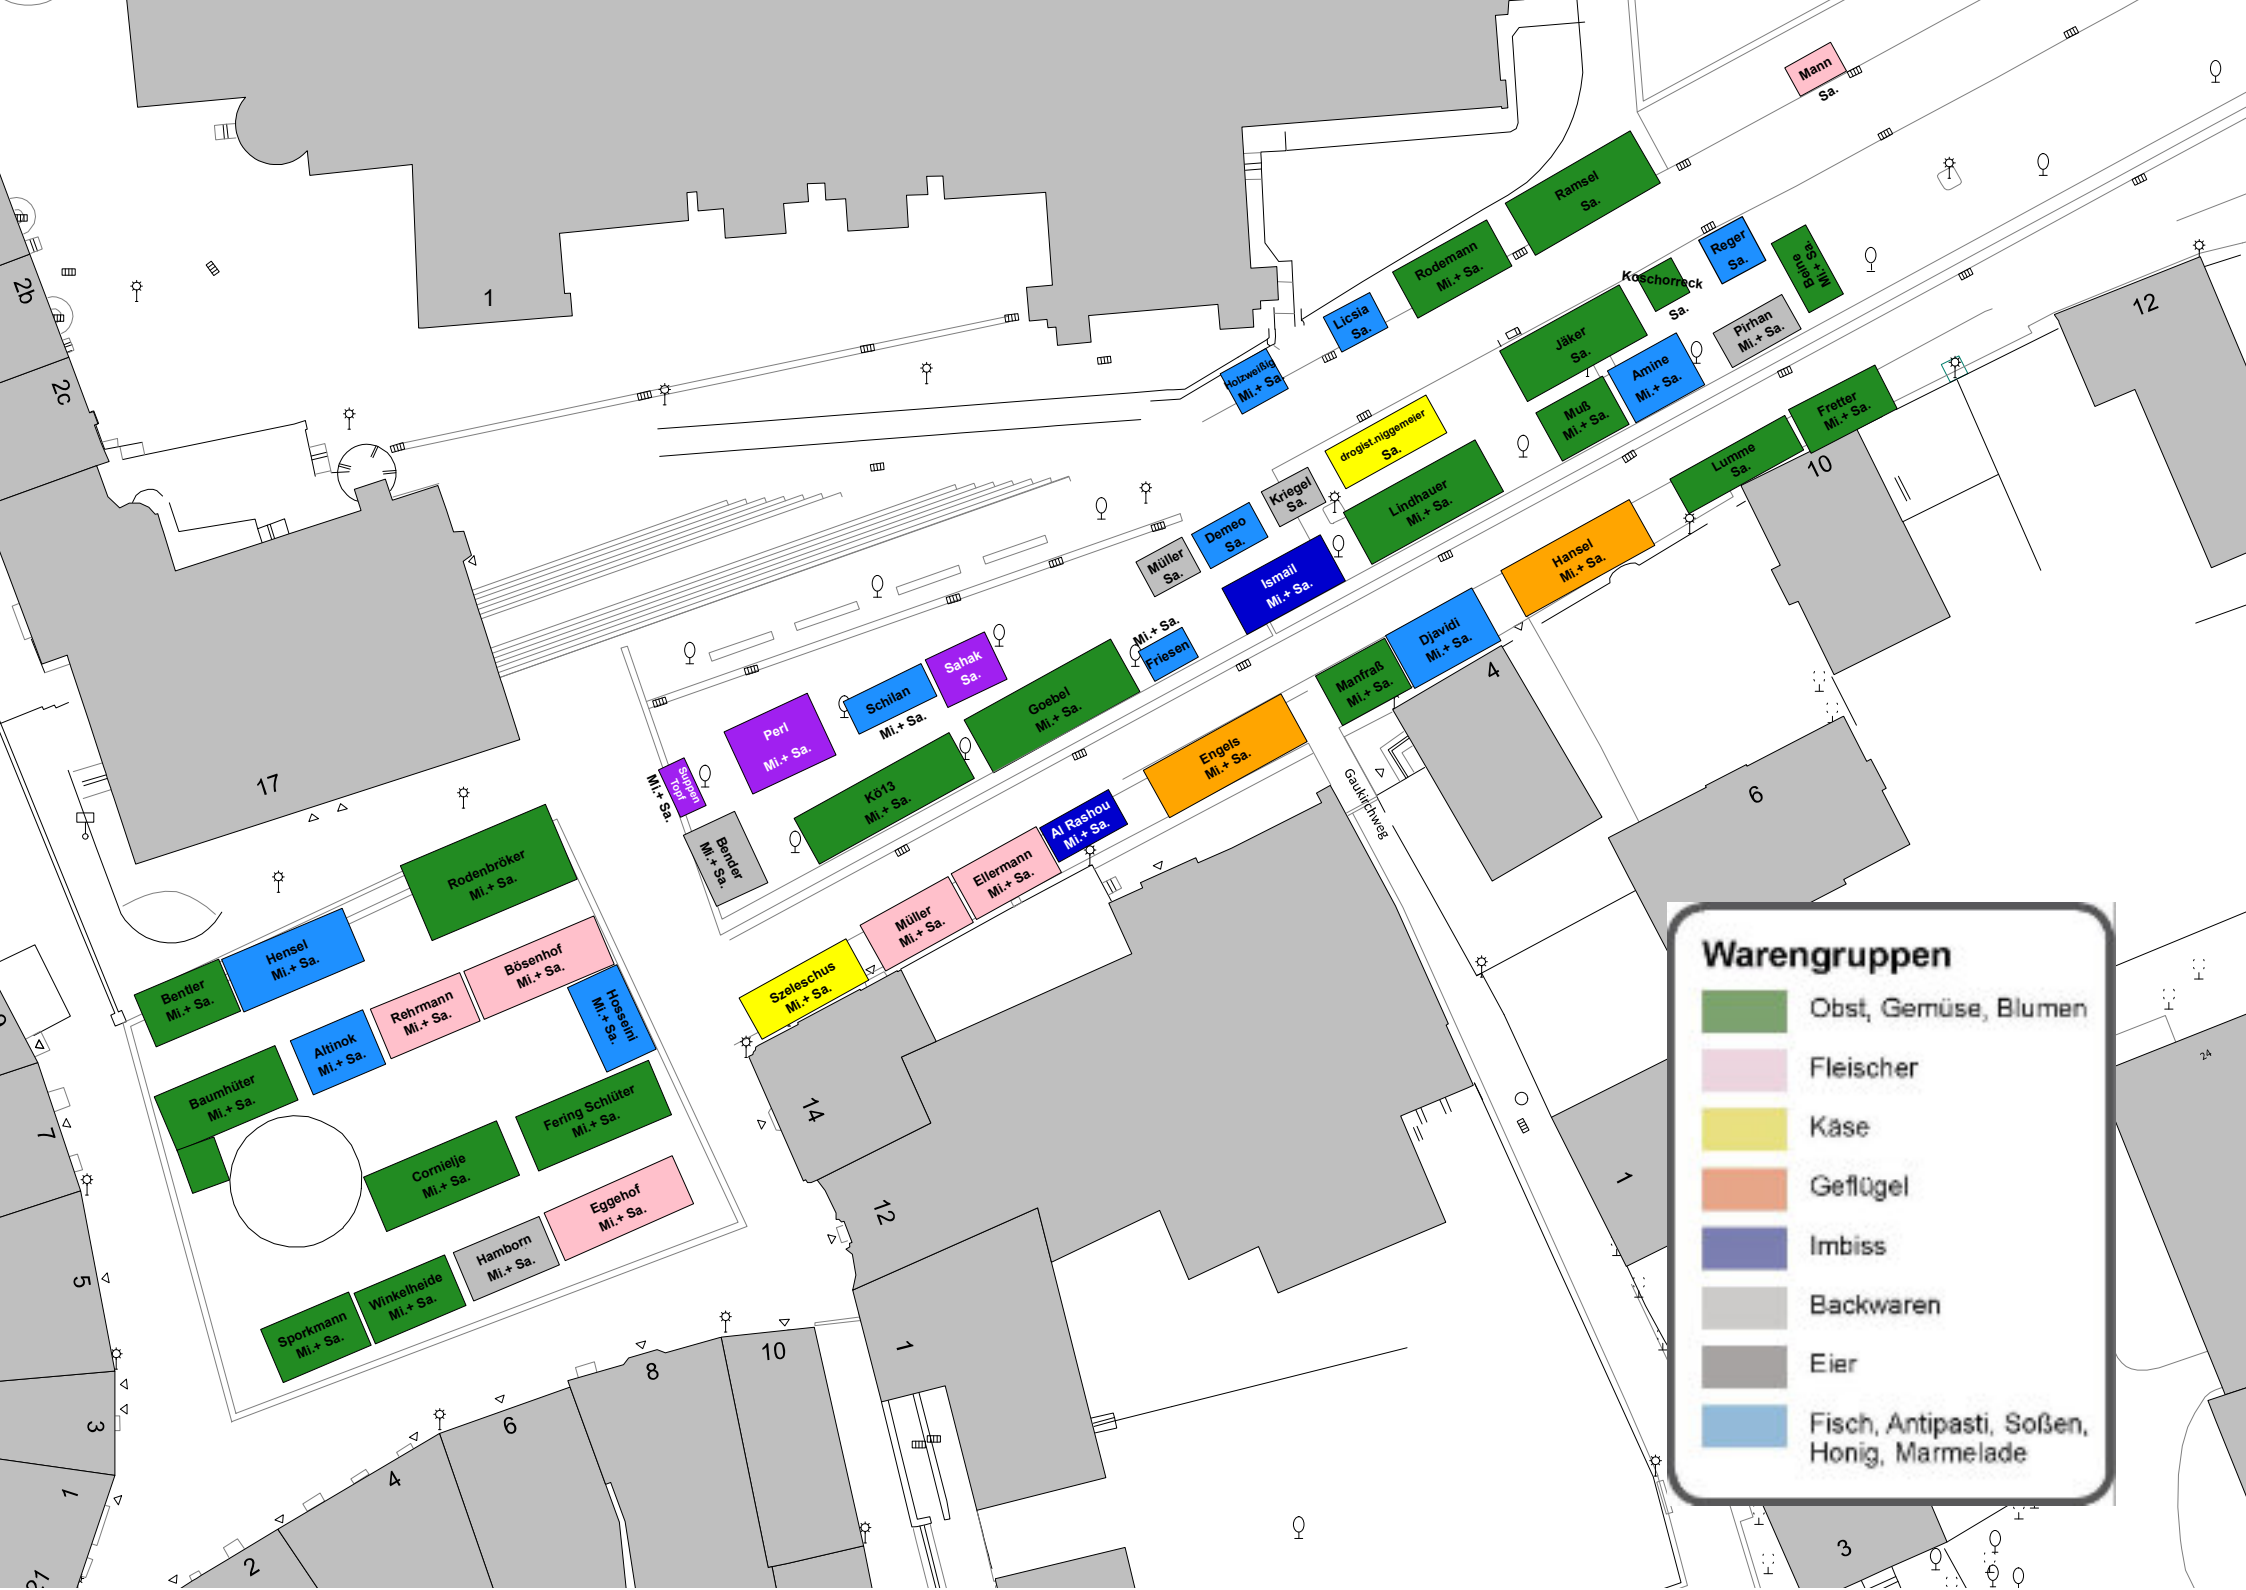 Mann
Sa.
Ramsel
Sa.
Rodemann
Mi.+ Sa.
Licsia
Sa.
Holzweißig
Mi.+ Sa.
Reger
Sa.
Beine
Mi.+ Sa.
Koschorreck
Sa.
Pirhan
Mi.+ Sa.
Jäker
Sa.
Amine
Mi.+ Sa.
Muß
Mi.+ Sa.
Fretter
Mi.+ Sa.
Lumme
Sa.
drogist.niggemeier
Sa.
Lindhauer
Mi.+ Sa.
Kriegel
Sa.
Demeo
Sa.
Müller
Sa.
Ismail
Mi.+ Sa.
Hansel
Mi.+ Sa.
Djavidi
Mi.+ Sa.
Manfraß
Mi.+ Sa.
Mi.+ Sa.
Friesen
Sahak
Sa.
Schilan
Mi.+ Sa.
Goebel
Mi.+ Sa.
Perl
Mi.+ Sa.
Suppen
Topf
Mi.+ Sa.
Kö13
Mi.+ Sa.
Bender
Mi.+ Sa.
Engels
Mi.+ Sa.
Al Rashou
Mi.+ Sa.
Ellermann
Mi.+ Sa.
Müller
Mi.+ Sa.
Szeleschus
Mi.+ Sa.
Gaukirchweg
Rodenbröker
Mi.+ Sa.
Hensel
Mi.+ Sa.
Bentler
Mi.+ Sa.
Bösenhof
Mi.+ Sa.
Rehrmann
Mi.+ Sa.
Altinok
Mi.+ Sa.
Hosseini
Mi.+ Sa.
Baumhüter
Mi.+ Sa.
Fering Schlüter
Mi.+ Sa.
Cornielje
Mi.+ Sa.
Eggehof
Mi.+ Sa.
Hamborn
Mi.+ Sa.
Winkelheide
Mi.+ Sa.
Sporkmann
Mi.+ Sa.
1
2b
2c
17
12
10
4
6
14
12
1
1
24
7
5
3
1
21
2
4
6
8
10
3
Warengruppen
Obst, Gemüse, Blumen
Fleischer
Käse
Geflügel
Imbiss
Backwaren
Eier
Fisch, Antipasti, Soßen,
Honig, Marmelade